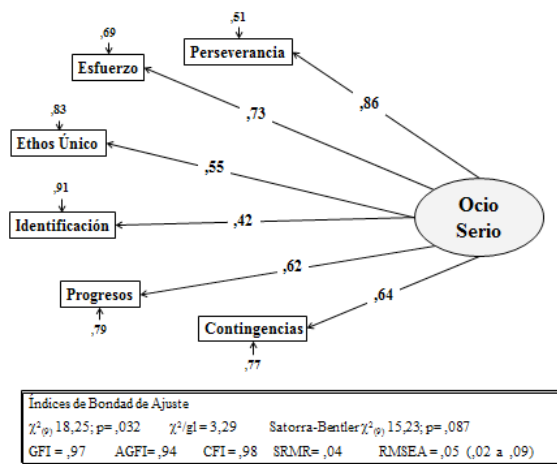 ,51
Perseverancia
,69
Esfuerzo
,86
,73
,83
Ethos Único
,55
,91
Identificación
,42
Ocio
Serio
,62
Progresos
,79
,64
Contingencias
,77
Índices de Bondad de Ajuste
χ²₍₉₎ 18,25; p= ,032 χ²/gl = 3,29 Satorra-Bentler χ²₍₉₎ 15,23; p= ,087
GFI = ,97 AGFI= ,94 CFI = ,98 SRMR= ,04 RMSEA = ,05 (,02 a ,09)